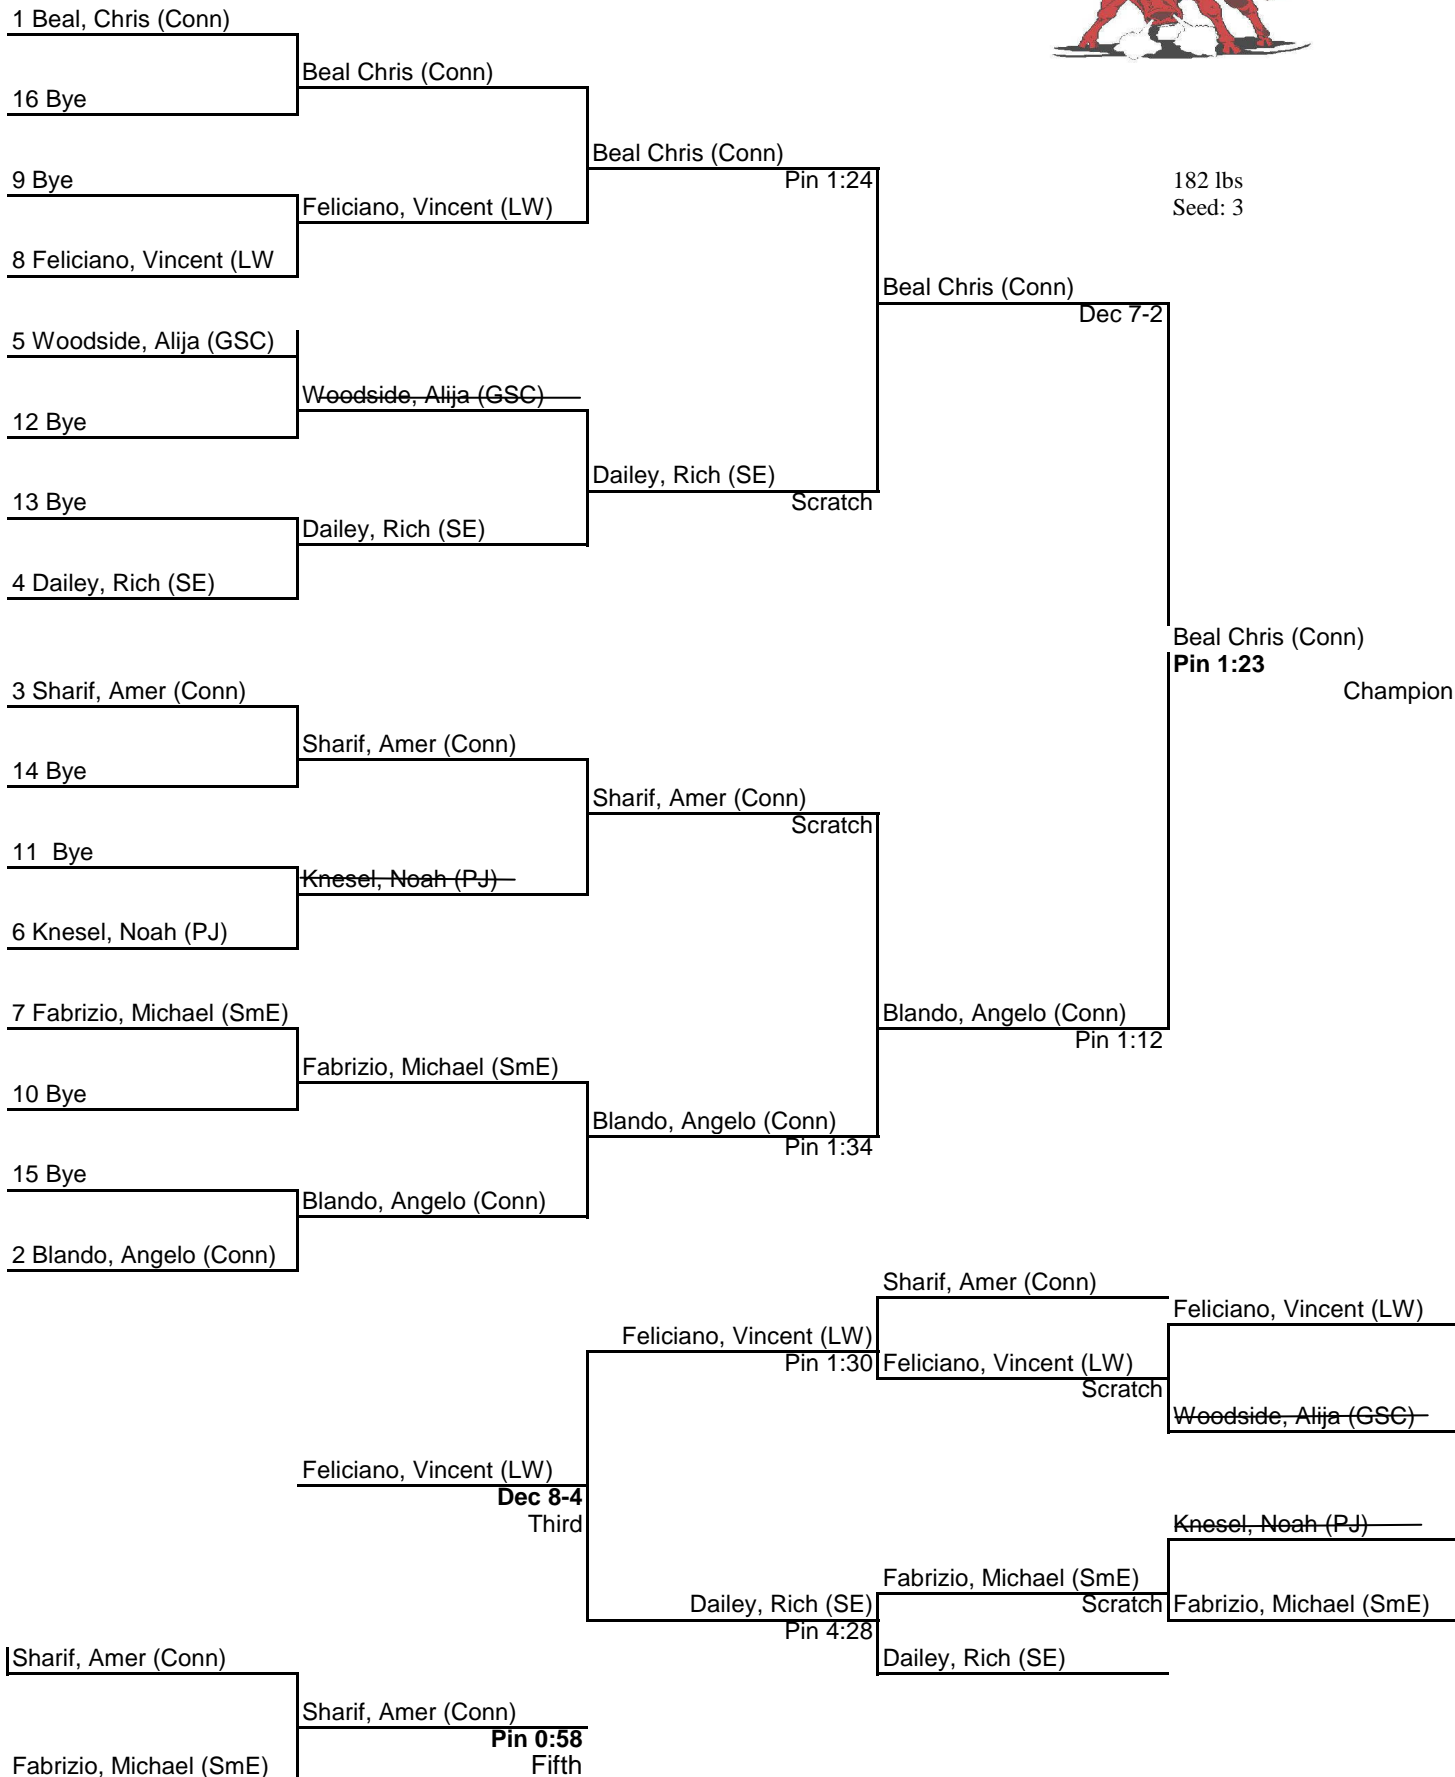 1 Beal, Chris (Conn)
Beal Chris (Conn)
16 Bye
Beal Chris (Conn)
Pin 1:24
9 Bye
182 lbs
Feliciano, Vincent (LW)
Seed: 3
8 Feliciano, Vincent (LW
Beal Chris (Conn)
Dec 7-2
5 Woodside, Alija (GSC)
Woodside, Alija (GSC)
12 Bye
Dailey, Rich (SE)
Scratch
13 Bye
Dailey, Rich (SE)
4 Dailey, Rich (SE)
Beal Chris (Conn)
Pin 1:23
Champion
3 Sharif, Amer (Conn)
Sharif, Amer (Conn)
14 Bye
Sharif, Amer (Conn)
Scratch
11 Bye
Knesel, Noah (PJ)
6 Knesel, Noah (PJ)
7 Fabrizio, Michael (SmE)
Blando, Angelo (Conn)
Pin 1:12
Fabrizio, Michael (SmE)
10 Bye
Blando, Angelo (Conn)
Pin 1:34
15 Bye
Blando, Angelo (Conn)
2 Blando, Angelo (Conn)
Sharif, Amer (Conn)
Feliciano, Vincent (LW)
Feliciano, Vincent (LW)
Pin 1:30
Feliciano, Vincent (LW)
Scratch
Woodside, Alija (GSC)
Feliciano, Vincent (LW)
Dec 8-4
Third
Knesel, Noah (PJ)
Fabrizio, Michael (SmE)
Dailey, Rich (SE)
Scratch
Fabrizio, Michael (SmE)
Pin 4:28
Dailey, Rich (SE)
Sharif, Amer (Conn)
Sharif, Amer (Conn)
Pin 0:58
Fifth
Fabrizio, Michael (SmE)